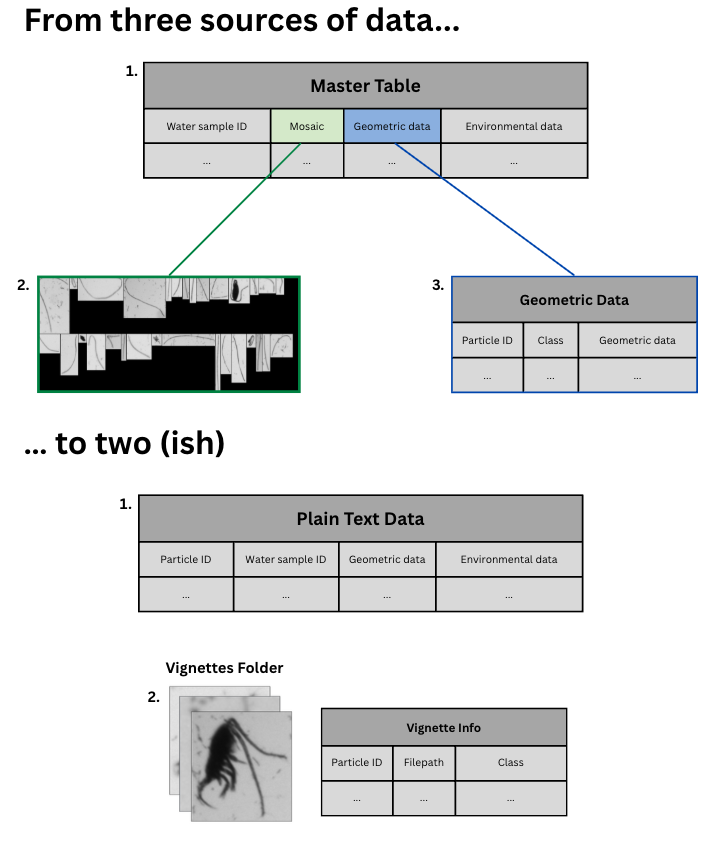 From three sources of data...
1.
Master Table
Water sample ID Mosaic Geometric data Environmental data
... ... ... ...
2.
3.
Geometric Data
Particle ID Class Geometric data
... ... ...
... to two (ish)
1.
Plain Text Data
Particle ID Water sample ID Geometric data Environmental data
... ... ... ...
Vignettes Folder
2.
Vignette Info
Particle ID Filepath Class
... ... ...